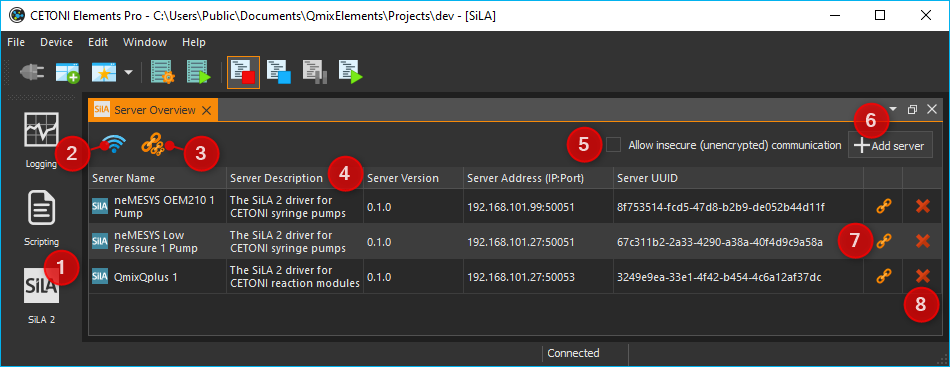 CETONI Elements Pro - C:\Users\Public\Documents\QmixElements\Projects\dev - [SiLA]
File Device Edit Window Help
SiLA Server Overview
6
5 Allow insecure (unencrypted) communication Add server
2 3
Logging
Server Name Server Description 4 Server Version Server Address (IP:Port) Server UUID
SiLA neMESYS OEM210 1 Pump The SiLA 2 driver for CETONI syringe pumps 0.1.0 192.168.101.99:50051 8f753514-fcd5-47d8-b2b9-de052b44d11f
Scripting
SiLA neMESYS Low Pressure 1 Pump The SiLA 2 driver for CETONI syringe pumps 0.1.0 192.168.101.27:50051 67c311b2-2a33-4290-a38a-40f4d9c9a58a 7
1
SiLA QmixQplus 1 The SiLA 2 driver for CETONI reaction modules 0.1.0 192.168.101.27:50053 3249e9ea-33e1-4f42-b454-4c6a12af37dc
SiLA
8
SiLA 2
Connected